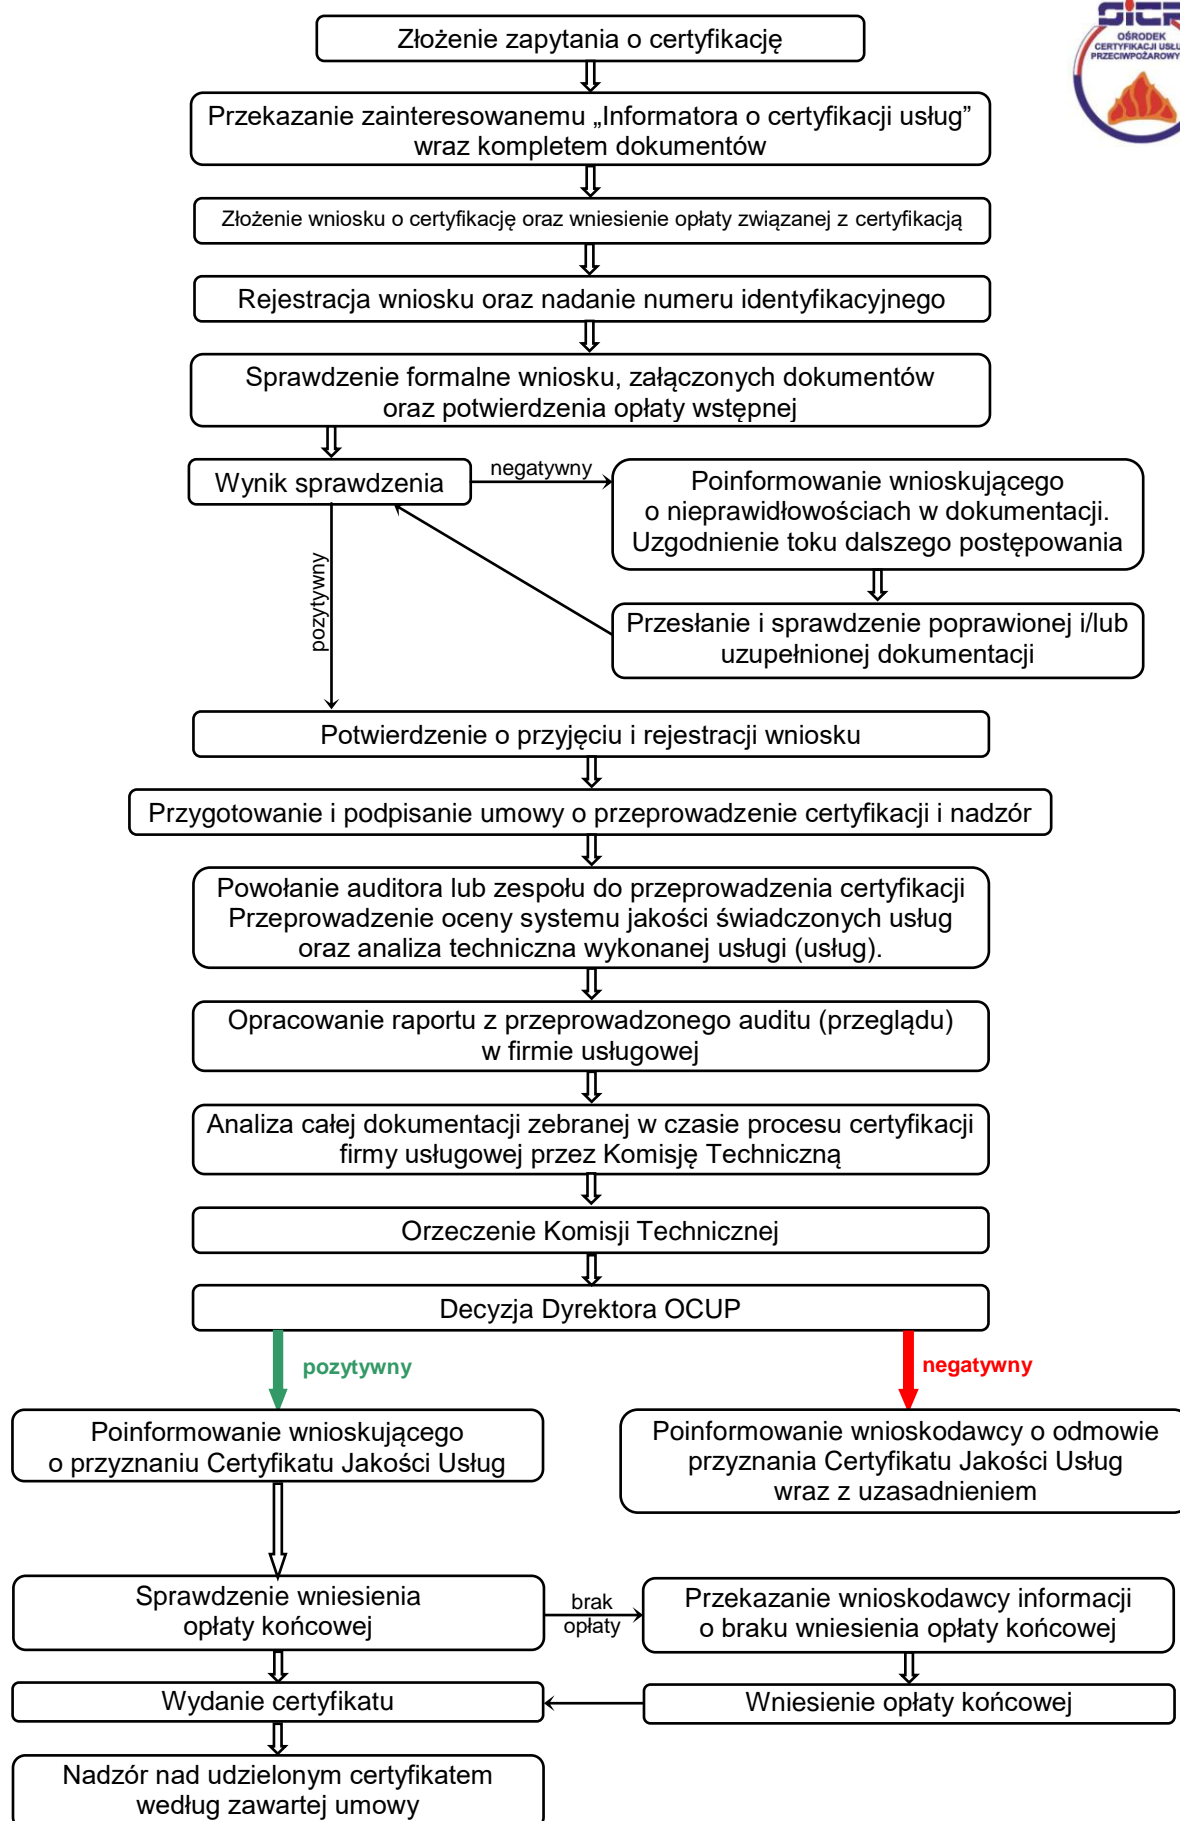 Złożenie zapytania o certyfikację
OŚRODEK
CERTYFIKACJI
Przekazanie zainteresowanemu „Informatora o certyfikacji usług”
wraz kompletem dokumentów
Złożenie wniosku o certyfikację oraz wniesienie opłaty związanej z certyfikacją
Rejestracja wniosku oraz nadanie numeru identyfikacyjnego
Sprawdzenie formalne wniosku, załączonych dokumentów
oraz potwierdzenia opłaty wstępnej
Wynik sprawdzenia
negatywny
Poinformowanie wnioskującego
o nieprawidłowościach w dokumentacji.
Uzgodnienie toku dalszego postępowania
pozytywny
Przesłanie i sprawdzenie poprawionej i/lub
uzupełnionej dokumentacji
Potwierdzenie o przyjęciu i rejestracji wniosku
Przygotowanie i podpisanie umowy o przeprowadzenie certyfikacji i nadzór
Powołanie auditora lub zespołu do przeprowadzenia certyfikacji
Przeprowadzenie oceny systemu jakości świadczonych usług
oraz analiza techniczna wykonanej usługi (usług).
Opracowanie raportu z przeprowadzonego auditu (przeglądu)
w firmie usługowej
Analiza całej dokumentacji zebranej w czasie procesu certyfikacji
firmy usługowej przez Komisję Techniczną
Orzeczenie Komisji Technicznej
Decyzja Dyrektora OCUP
pozytywny
negatywny
Poinformowanie wnioskującego
o przyznaniu Certyfikatu Jakości Usług
Poinformowanie wnioskodawcy o odmowie
przyznania Certyfikatu Jakości Usług
wraz z uzasadnieniem
Sprawdzenie wniesienia
opłaty końcowej
brak
opłaty
Przekazanie wnioskodawcy informacji
o braku wniesienia opłaty końcowej
Wydanie certyfikatu
Wniesienie opłaty końcowej
Nadzór nad udzielonym certyfikatem
według zawartej umowy